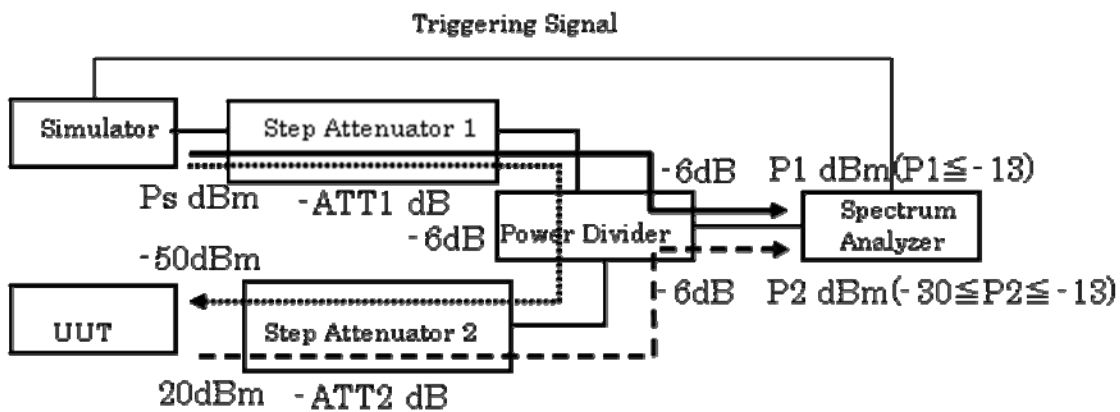 Triggering Signal
Simulator
Step Attenuator 1
-6dB
P1 dBm(P1≦-13)
Ps dBm
-ATT1 dB
-6dB
Power Divider
Spectrum
Analyzer
-50dBm
-6dB
P2 dBm(-30≦P2≦-13)
UUT
Step Attenuator 2
20dBm
-ATT2 dB